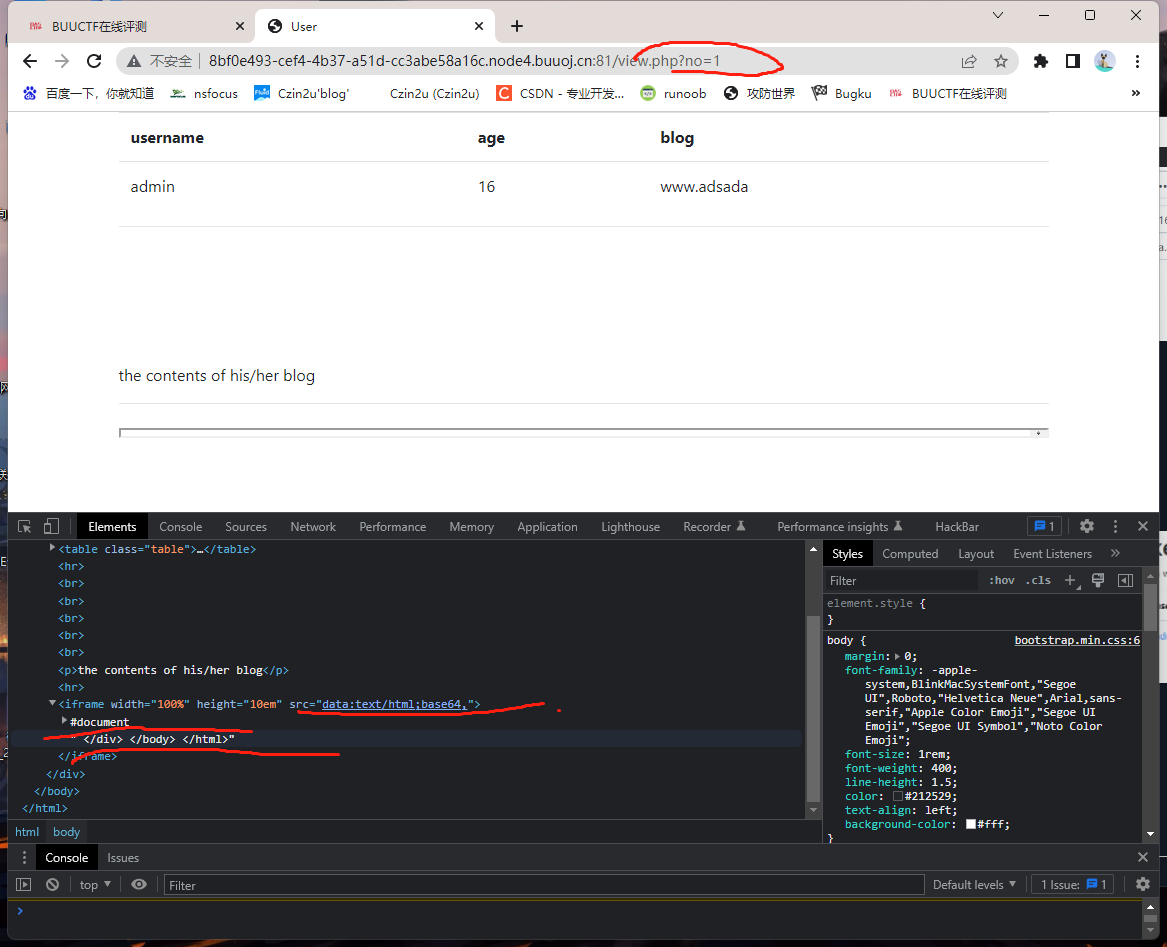 BUUCTF在线评测
User
不安全 8bf0e493-cef4-4b37-a51d-cc3abe58a16c.node4.buuoj.cn:81/view.php?no=1
百度一下，你就知道 nsfocus Czin2u'blog' Czin2u (Czin2u) CSDN - 专业开发... runoob 攻防世界 Bugku BUUCTF在线评测 »
username age blog
admin 16 www.adsada
the contents of his/her blog
Elements Console Sources Network Performance Memory Application Lighthouse Recorder Performance insights HackBar 1
<table class="table">…</table>
<hr>
<br>
<br>
<br>
<br>
<br>
<p>the contents of his/her blog</p>
<hr>
<iframe width="100%" height="10em" src="data:text/html;base64,">
#document
" </div> </body> </html>"
</iframe>
</div>
</body>
</html>
html body
Styles Computed Layout Event Listeners »
Filter :hov .cls +
element.style {
}
body { bootstrap.min.css:6
margin: 0;
font-family: -apple-
system,BlinkMacSystemFont,"Segoe
UI",Roboto,"Helvetica Neue",Arial,sans-
serif,"Apple Color Emoji","Segoe UI
Emoji","Segoe UI Symbol","Noto Color
Emoji";
font-size: 1rem;
font-weight: 400;
line-height: 1.5;
color: #212529;
text-align: left;
background-color: #fff;
}
Console Issues
top Filter Default levels 1 Issue: 1